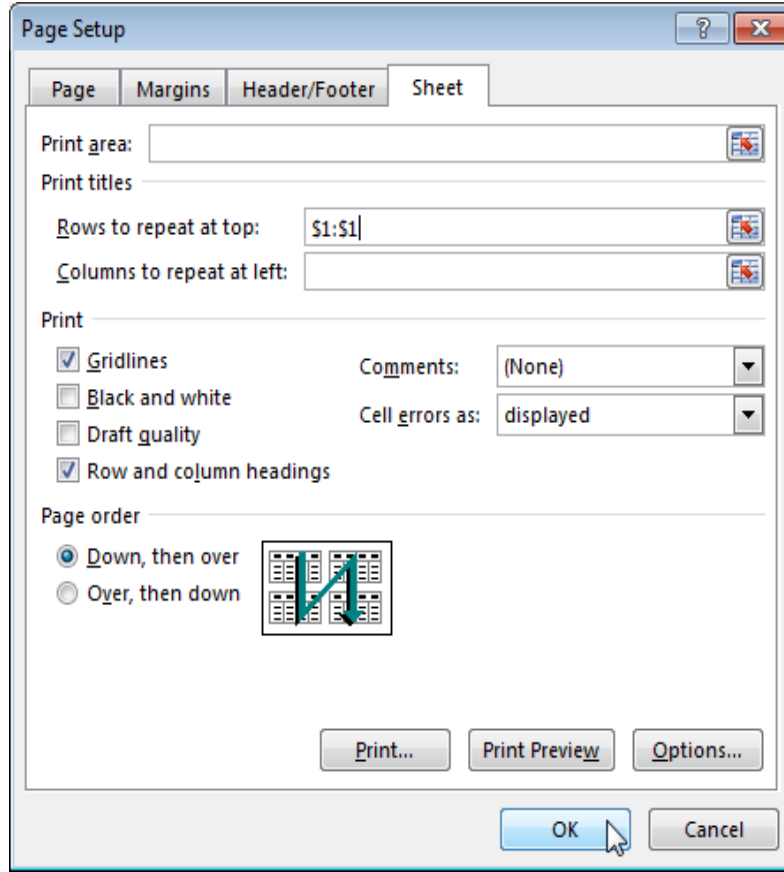 Page Setup
?
Page Margins Header/Footer Sheet
Print area:
Print titles
Rows to repeat at top: $1:$1
Columns to repeat at left:
Print
Gridlines Comments: (None)
Black and white
Cell errors as: displayed
Draft quality
Row and column headings
Page order
Down, then over
Over, then down
Print... Print Preview Options...
OK Cancel